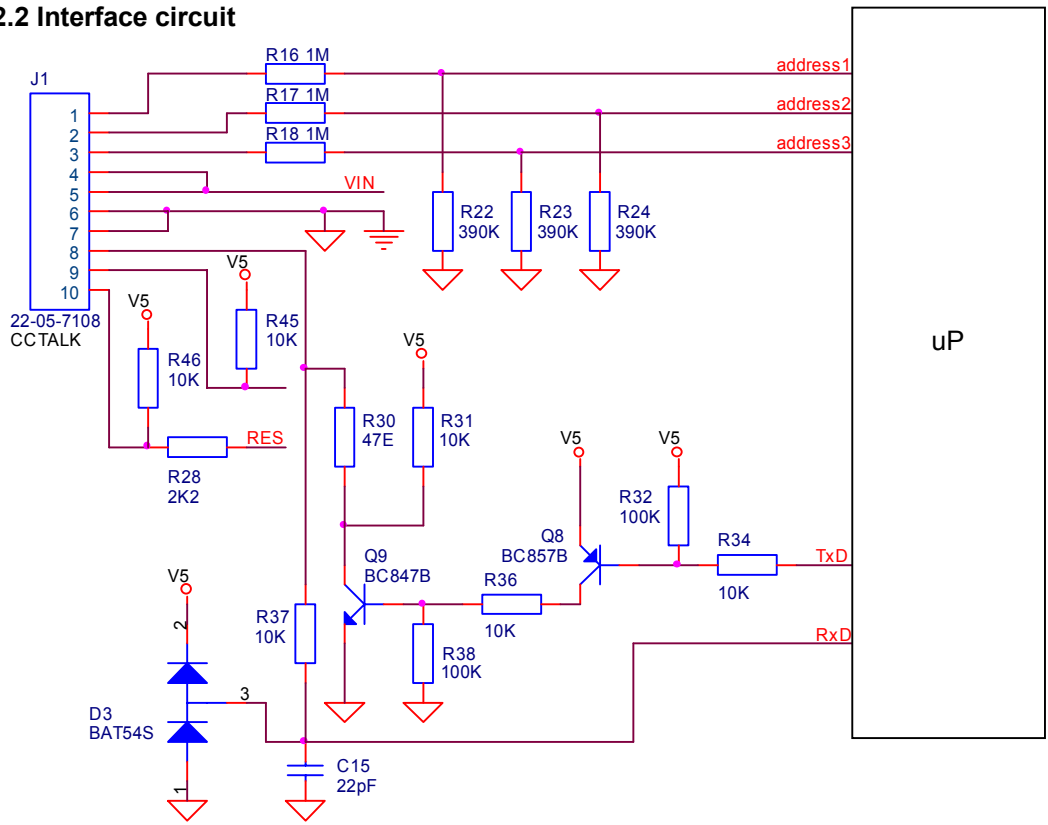 2.2 Interface circuit
J1
1
2
3
4
5
6
7
8
9
10
22-05-7108
CCTALK
R16 1M
R17 1M
R18 1M
address1
address2
address3
VIN
R22
390K
R23
390K
R24
390K
uP
V5
R45
10K
V5
R46
10K
R28
2K2
RES
V5
R30
47E
R31
10K
V5
V5
R32
100K
R34
10K
TxD
Q8
BC857B
R36
10K
Q9
BC847B
R38
100K
RxD
R37
10K
V5
2
3
1
D3
BAT54S
C15
22pF